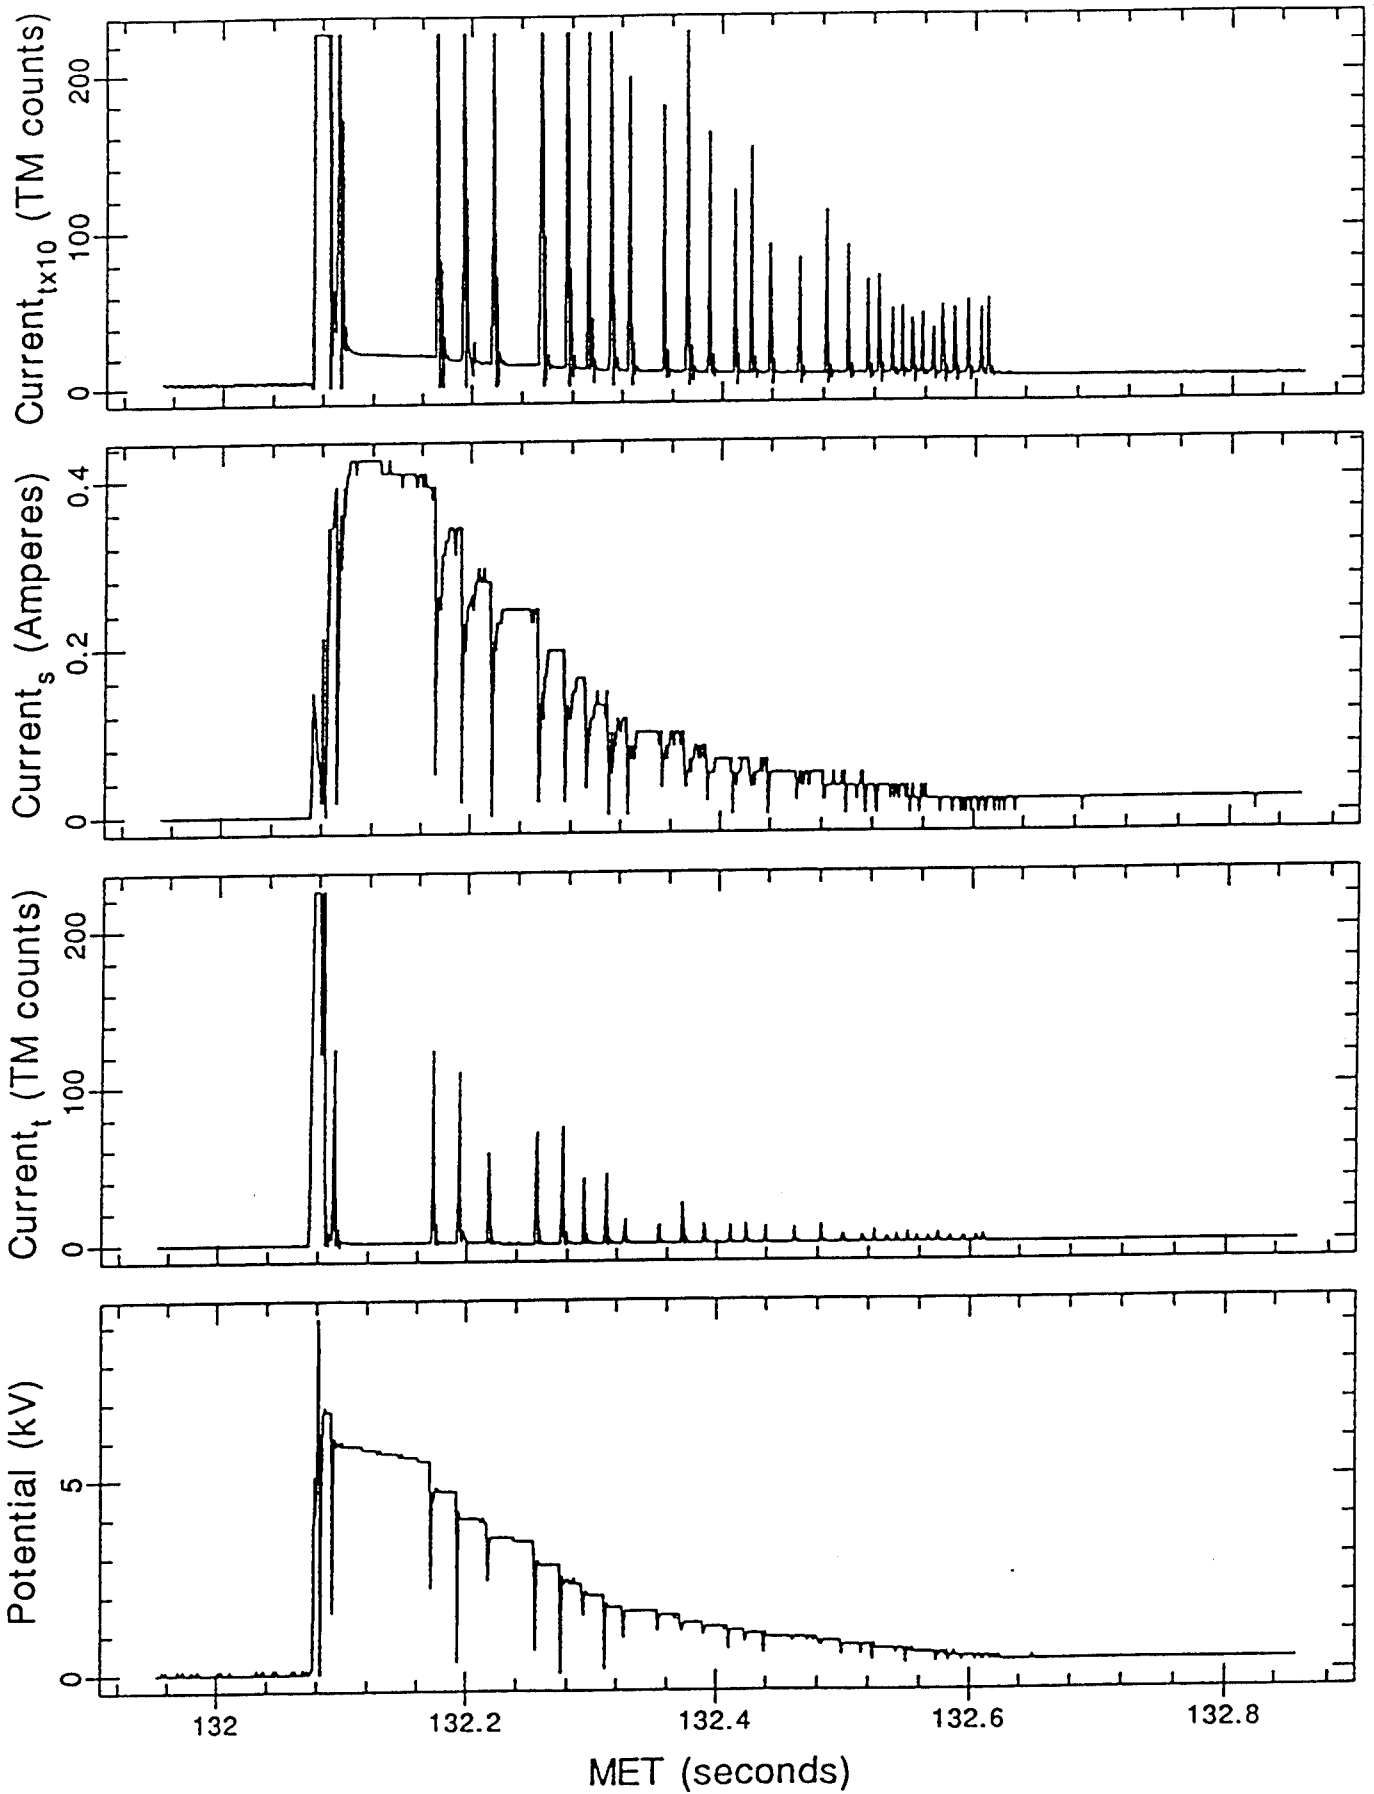 Current_tx10 (TM counts)
200
100
0
Current_s (Amperes)
0.4
0.2
0
Current_t (TM counts)
200
100
0
Potential (kV)
5
0
132 132.2 132.4 132.6 132.8
MET (seconds)